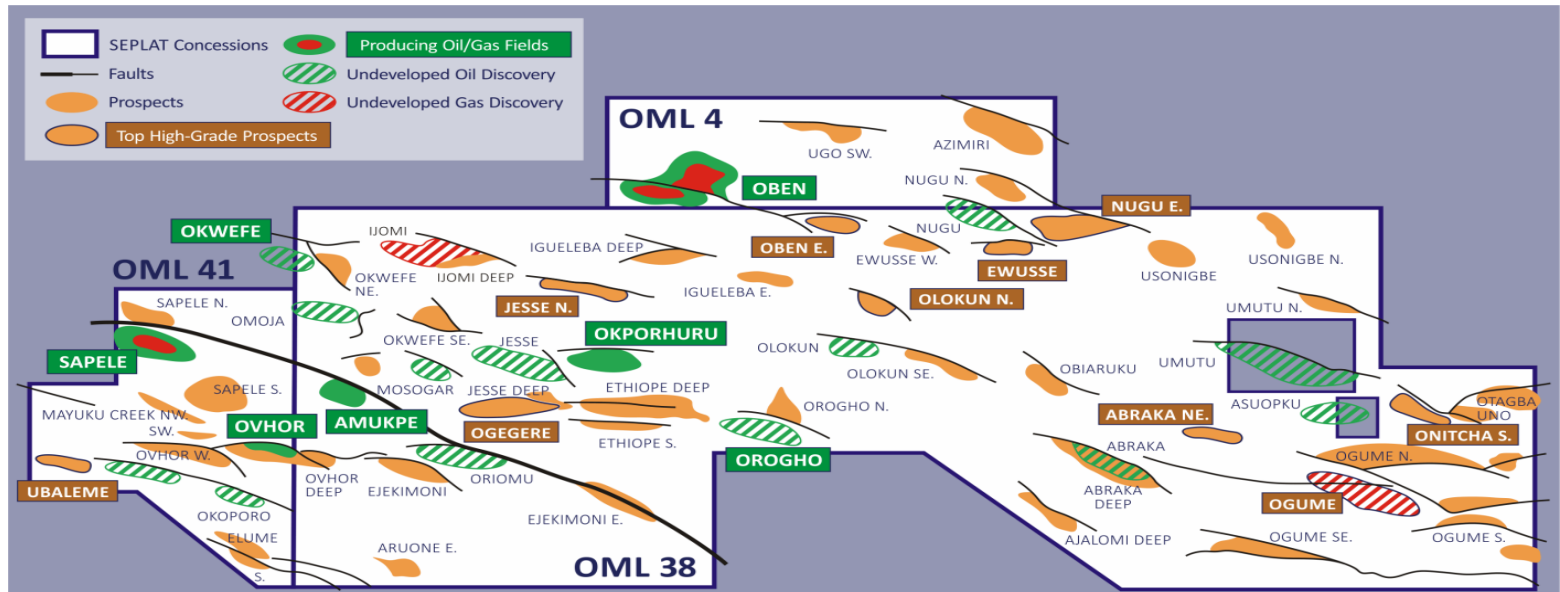 SEPLAT Concessions
Producing Oil/Gas Fields
Faults
Undeveloped Oil Discovery
Prospects
Undeveloped Gas Discovery
Top High-Grade Prospects
OML 4
UGO SW.
AZIMIRI
OBEN
NUGU N.
NUGU E.
OKWEFE
IJOMI
IGUELEBA DEEP
OBEN E.
NUGU
EWUSSE W.
EWUSSE
USONIGBE
USONIGBE N.
OML 41
OKWEFE
NE.
IJOMI DEEP
IGUELEBA E.
OLOKUN N.
SAPELE N.
OMOJA
JESSE N.
UMUTU N.
OKWEFE SE.
JESSE
OKPORHURU
OLOKUN
SAPELE
UMUTU
OLOKUN SE.
OBIARUKU
SAPELE S.
MOSOGAR
JESSE DEEP
ETHIOPE DEEP
MAYUKU CREEK NW.
SW.
OROGHO N.
ABRAKA NE.
ASUOPKU
OTAGBA
UNO
OVHOR
AMUKPE
OGEGERE
ETHIOPE S.
ONITCHA S.
OVHOR W.
OROGHO
ABRAKA
OGUME N.
UBALEME
OVHOR
DEEP
EJEKIMONI
ORIOMU
ABRAKA
DEEP
OGUME
OKOPORO
EJEKIMONI E.
ELUME
S.
ARUONE E.
OML 38
AJALOMI DEEP
OGUME SE.
OGUME S.